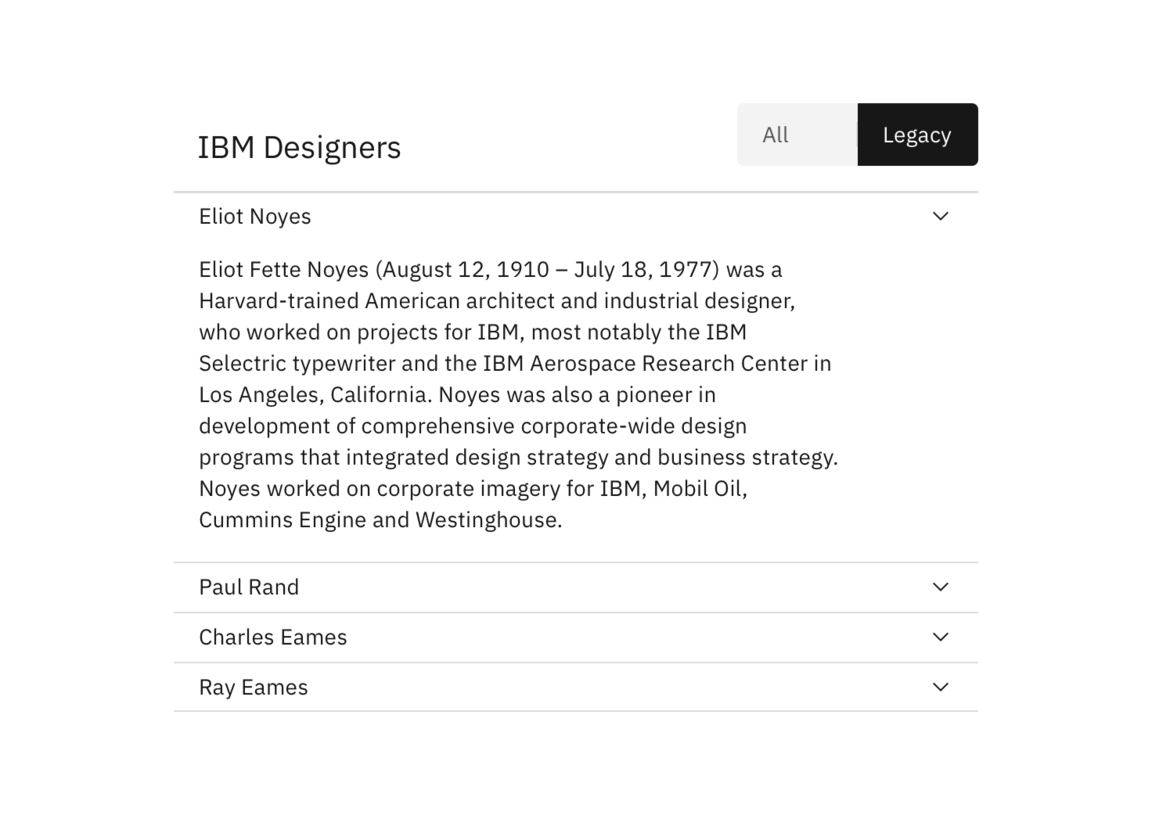 IBM Designers
All
Legacy
Eliot Noyes
Eliot Fette Noyes (August 12, 1910 – July 18, 1977) was a
Harvard-trained American architect and industrial designer,
who worked on projects for IBM, most notably the IBM
Selectric typewriter and the IBM Aerospace Research Center in
Los Angeles, California. Noyes was also a pioneer in
development of comprehensive corporate-wide design
programs that integrated design strategy and business strategy.
Noyes worked on corporate imagery for IBM, Mobil Oil,
Cummins Engine and Westinghouse.
Paul Rand
Charles Eames
Ray Eames